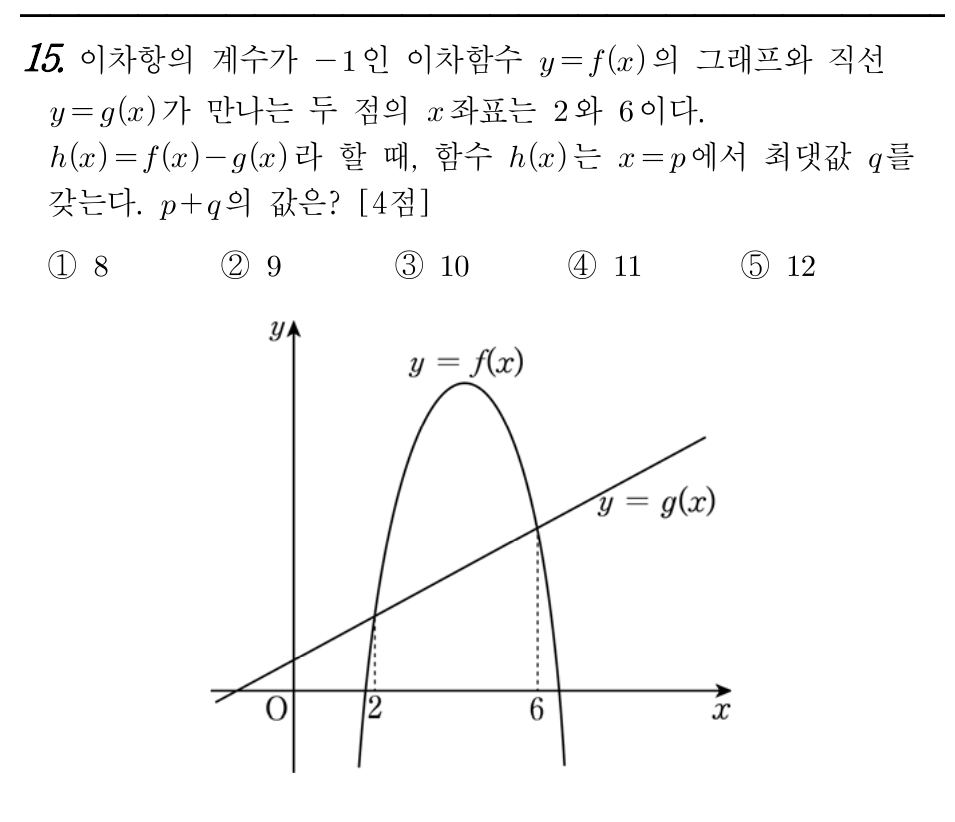 15. 이차항의 계수가 −1인 이차함수 y=f(x)의 그래프와 직선
y=g(x)가 만나는 두 점의 x좌표는 2와 6이다.
h(x)=f(x)−g(x)라 할 때, 함수 h(x)는 x=p에서 최댓값 q를
갖는다. p+q의 값은? [4점]
① 8 ② 9 ③ 10 ④ 11 ⑤ 12
y
y = f(x)
y = g(x)
O 2 6 x